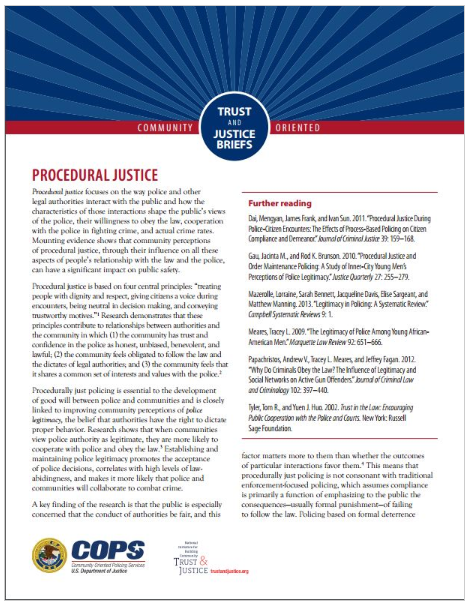 TRUST
AND
JUSTICE
BRIEFS
COMMUNITY ORIENTED
PROCEDURAL JUSTICE
Procedural justice focuses on the way police and other
legal authorities interact with the public and how the
characteristics of those interactions shape the public's views
of the police, their willingness to obey the law, cooperation
with the police in fighting crime, and actual crime rates.
Mounting evidence shows that community perceptions
of procedural justice, through their influence on all these
aspects of people's relationship with the law and the police,
can have a significant impact on public safety.
Procedural justice is based on four central principles: "treating
people with dignity and respect, giving citizens a voice during
encounters, being neutral in decision making, and conveying
trustworthy motives."1 Research demonstrates that these
principles contribute to relationships between authorities and
the community in which (1) the community has trust and
confidence in the police as honest, unbiased, benevolent, and
lawful; (2) the community feels obligated to follow the law and
the dictates of legal authorities; and (3) the community feels that
it shares a common set of interests and values with the police.2
Procedurally just policing is essential to the development
of good will between police and communities and is closely
linked to improving community perceptions of police
legitimacy, the belief that authorities have the right to dictate
proper behavior. Research shows that when communities
view police authority as legitimate, they are more likely to
cooperate with police and obey the law.3 Establishing and
maintaining police legitimacy promotes the acceptance
of police decisions, correlates with high levels of law-
abidingness, and makes it more likely that police and
communities will collaborate to combat crime.
A key finding of the research is that the public is especially
concerned that the conduct of authorities be fair, and this
Further reading
Dai, Mengyan, James Frank, and Ivan Sun. 2011. "Procedural Justice During
Police-Citizen Encounters: The Effects of Process-Based Policing on Citizen
Compliance and Demeanor." Journal of Criminal Justice 39: 159–168.
Gau, Jacinta M., and Rod K. Brunson. 2010. "Procedural Justice and
Order Maintenance Policing: A Study of Inner-City Young Men's
Perceptions of Police Legitimacy." Justice Quarterly 27: 255–279.
Mazerolle, Lorraine, Sarah Bennett, Jacqueline Davis, Elise Sargeant, and
Matthew Manning. 2013. "Legitimacy in Policing: A Systematic Review."
Campbell Systematic Reviews 9: 1.
Meares, Tracey L. 2009. "The Legitimacy of Police Among Young African-
American Men." Marquette Law Review 92: 651–666.
Papachristos, Andrew V., Tracey L. Meares, and Jeffrey Fagan. 2012.
"Why Do Criminals Obey the Law? The Influence of Legitimacy and
Social Networks on Active Gun Offenders." Journal of Criminal Law
and Criminology 102: 397–440.
Tyler, Tom R., and Yuen J. Huo. 2002. Trust in the Law: Encouraging
Public Cooperation with the Police and Courts. New York: Russell
Sage Foundation.
factor matters more to them than whether the outcomes
of particular interactions favor them.4 This means that
procedurally just policing is not consonant with traditional
enforcement-focused policing, which assumes compliance
is primarily a function of emphasizing to the public the
consequences—usually formal punishment—of failing
to follow the law. Policing based on formal deterrence
COPS
Community Oriented Policing Services
U.S. Department of Justice
National
Initiative for
Building
Community
TRUST &
JUSTICE trustandjustice.org